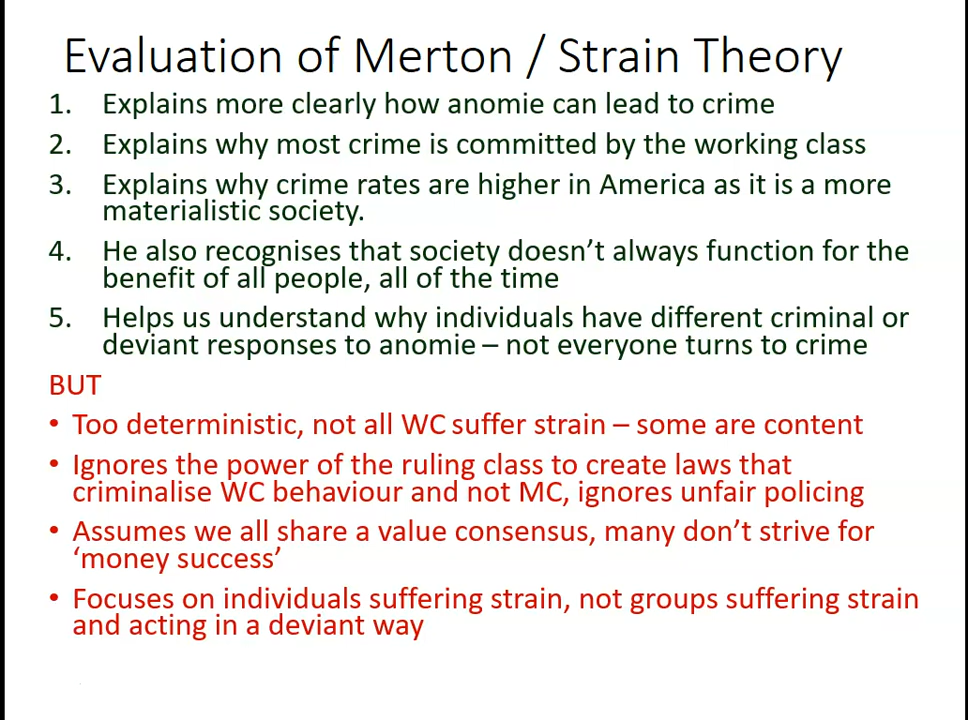 Evaluation of Merton / Strain Theory
1. Explains more clearly how anomie can lead to crime
2. Explains why most crime is committed by the working class
3. Explains why crime rates are higher in America as it is a more
materialistic society.
4. He also recognises that society doesn’t always function for the
benefit of all people, all of the time
5. Helps us understand why individuals have different criminal or
deviant responses to anomie – not everyone turns to crime
BUT
• Too deterministic, not all WC suffer strain – some are content
• Ignores the power of the ruling class to create laws that
criminalise WC behaviour and not MC, ignores unfair policing
• Assumes we all share a value consensus, many don’t strive for
‘money success’
• Focuses on individuals suffering strain, not groups suffering strain
and acting in a deviant way